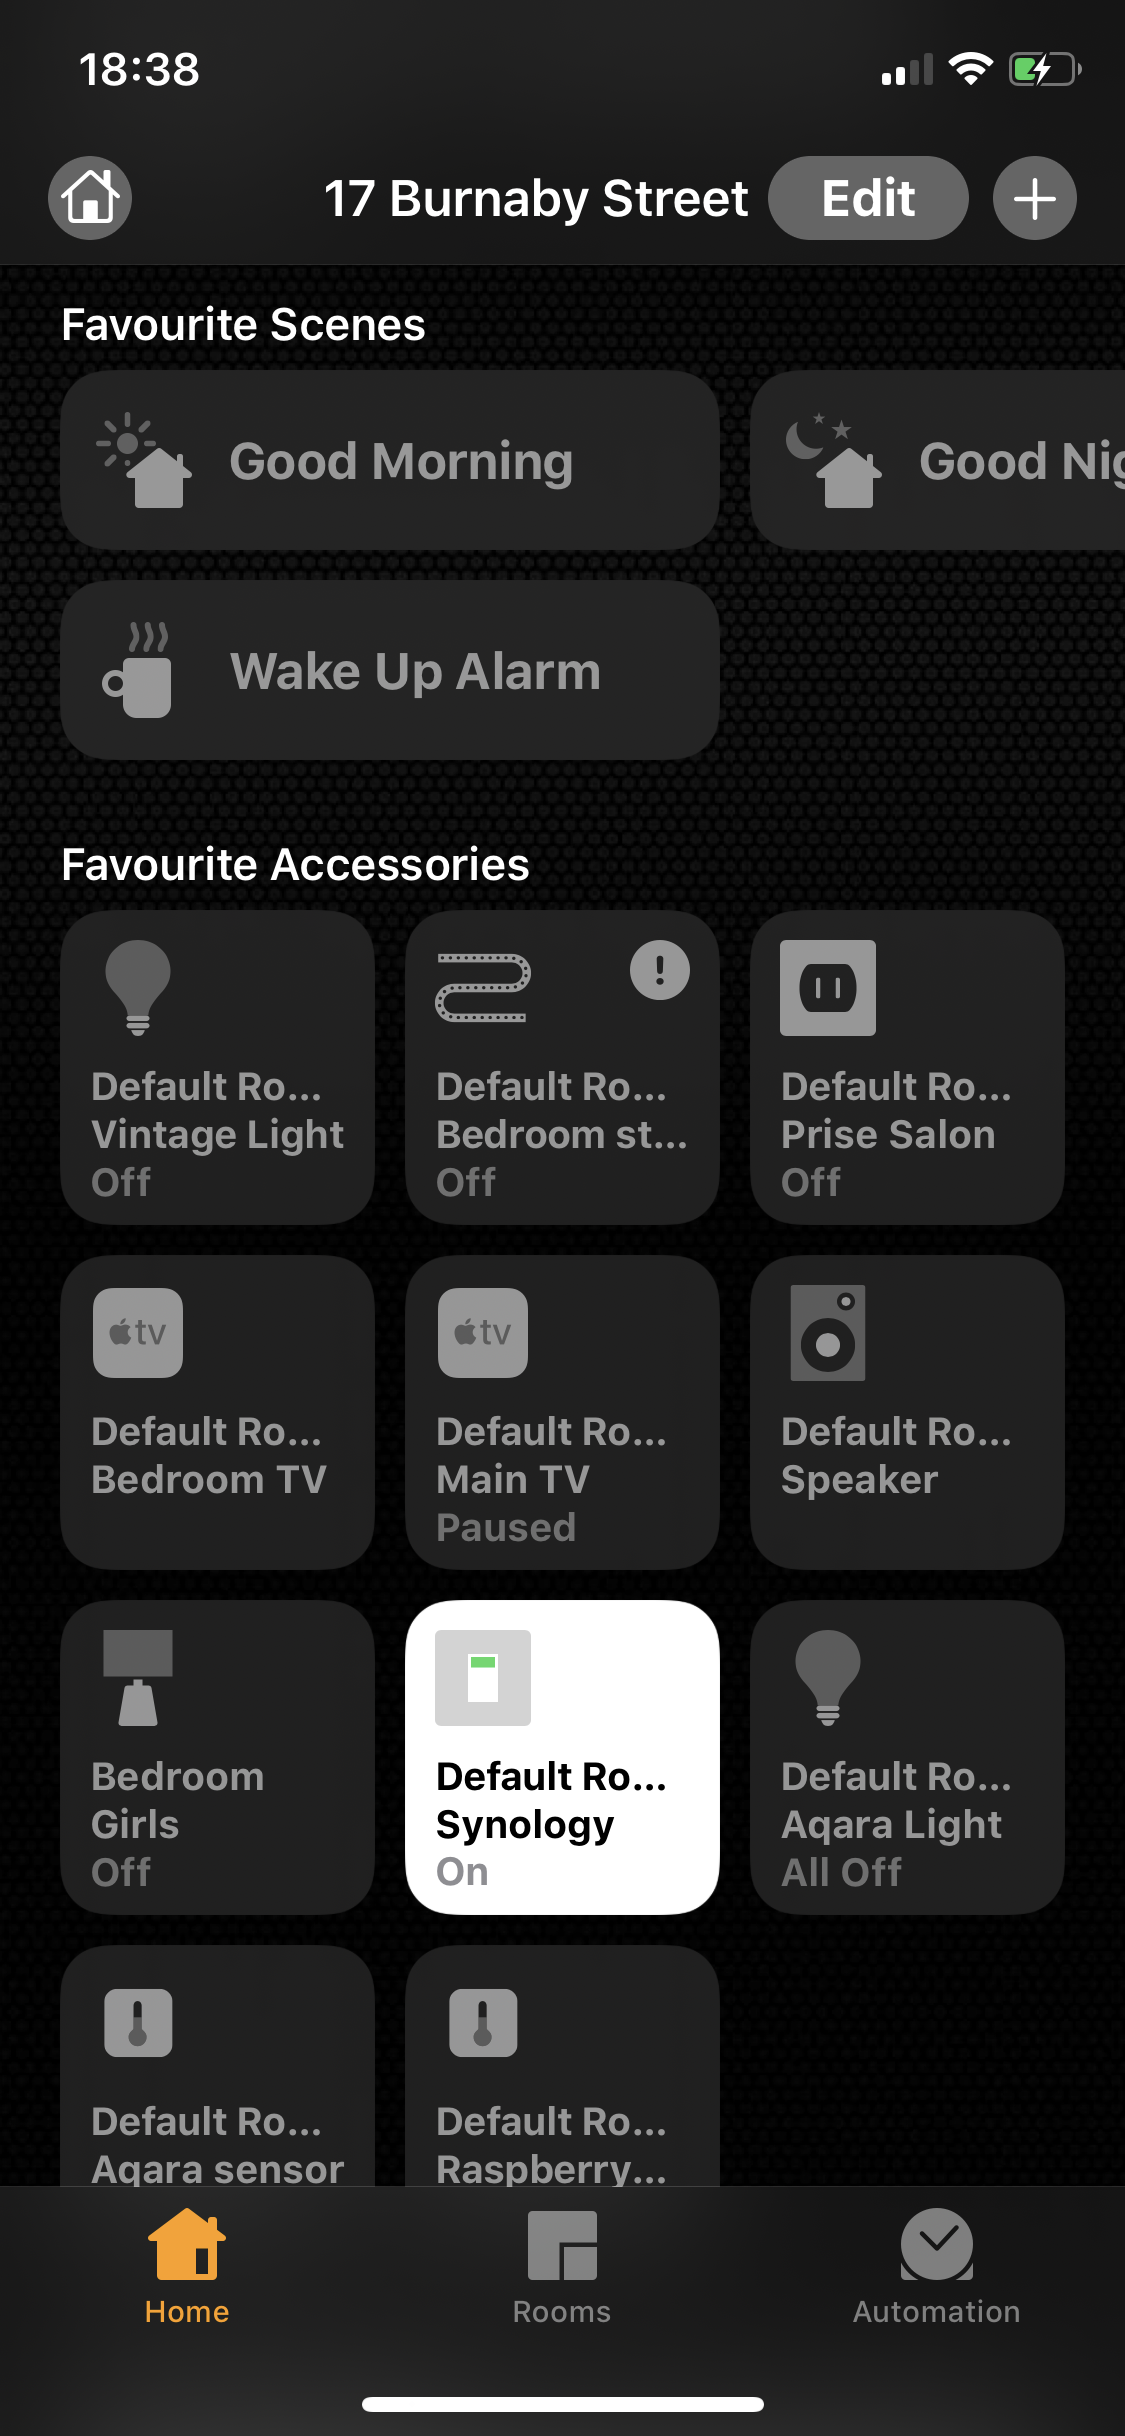 18:38
17 Burnaby Street
Edit
Favourite Scenes
Good Morning
Good Nig
Wake Up Alarm
Favourite Accessories
Default Ro...
Vintage Light
Off
Default Ro...
Bedroom st...
Off
Default Ro...
Prise Salon
Off
tv
Default Ro...
Bedroom TV
tv
Default Ro...
Main TV
Paused
Default Ro...
Speaker
Bedroom
Girls
Off
Default Ro...
Synology
On
Default Ro...
Aqara Light
All Off
Default Ro...
Aqara sensor
Default Ro...
Raspberry...
Home
Rooms
Automation